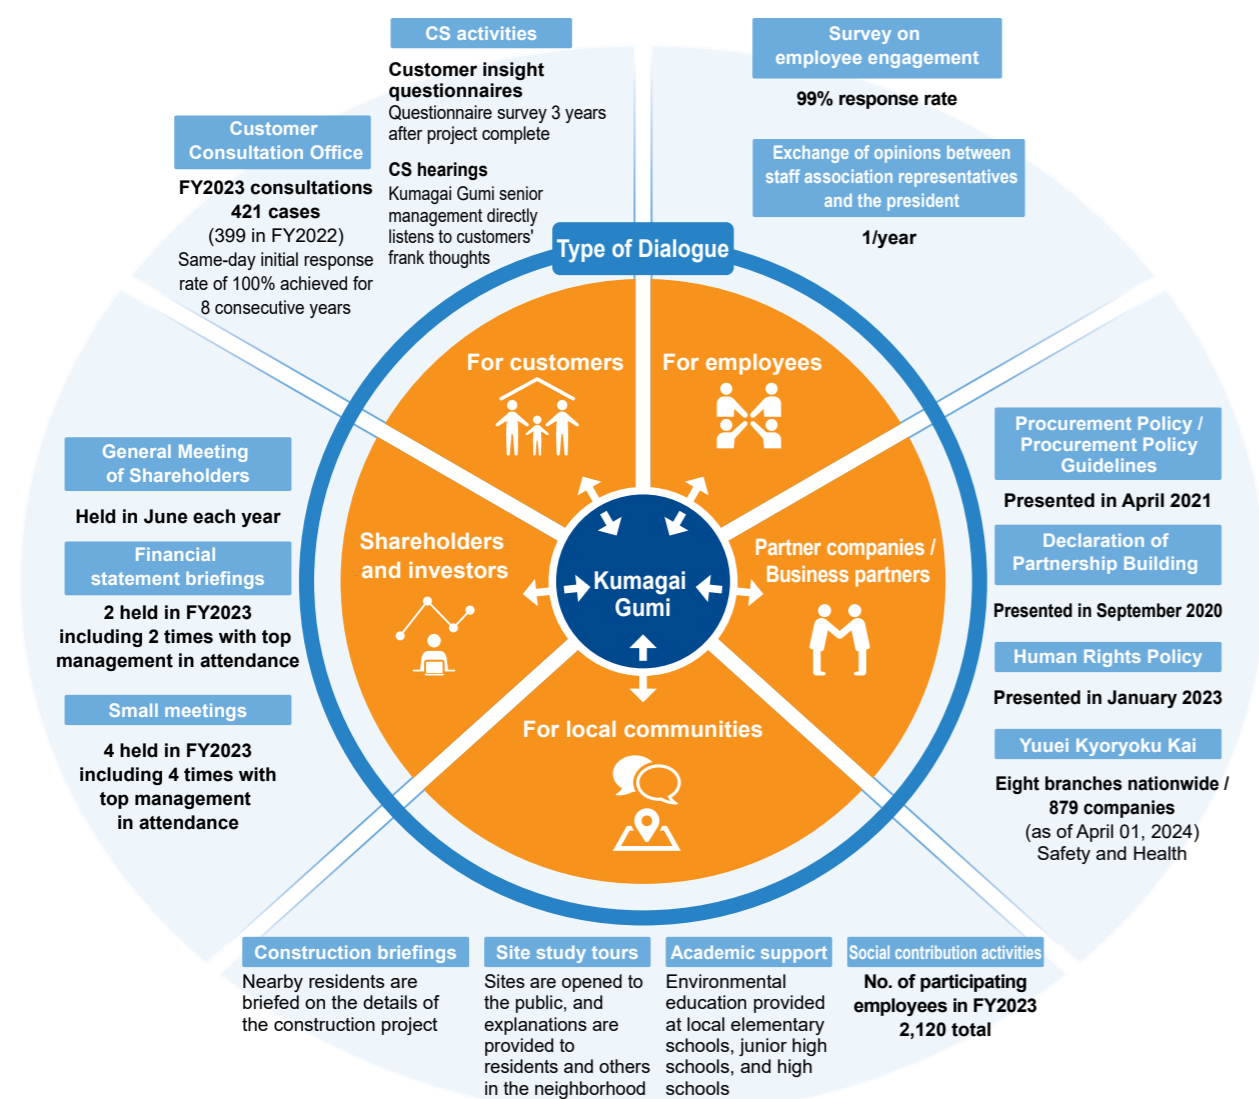 CS activities
Customer insight
questionnaires
Questionnaire survey 3 years
after project complete
CS hearings
Kumagai Gumi senior
management directly
listens to customers'
frank thoughts
Customer
Consultation Office
FY2023 consultations
421 cases
(399 in FY2022)
Same-day initial response
rate of 100% achieved for
8 consecutive years
Survey on
employee engagement
99% response rate
Exchange of opinions between
staff association representatives
and the president
1/year
Type of Dialogue
For customers
For employees
Shareholders
and investors
Partner companies /
Business partners
Kumagai
Gumi
For local communities
General Meeting
of Shareholders
Held in June each year
Financial
statement briefings
2 held in FY2023
including 2 times with top
management in attendance
Small meetings
4 held in FY2023
including 4 times with
top management
in attendance
Procurement Policy /
Procurement Policy
Guidelines
Presented in April 2021
Declaration of
Partnership Building
Presented in September 2020
Human Rights Policy
Presented in January 2023
Yuuei Kyoryoku Kai
Eight branches nationwide /
879 companies
(as of April 01, 2024)
Safety and Health
Construction briefings
Nearby residents are
briefed on the details of
the construction project
Site study tours
Sites are opened to
the public, and
explanations are
provided to
residents and others
in the neighborhood
Academic support
Environmental
education provided
at local elementary
schools, junior high
schools, and high
schools
Social contribution activities
No. of participating
employees in FY2023
2,120 total